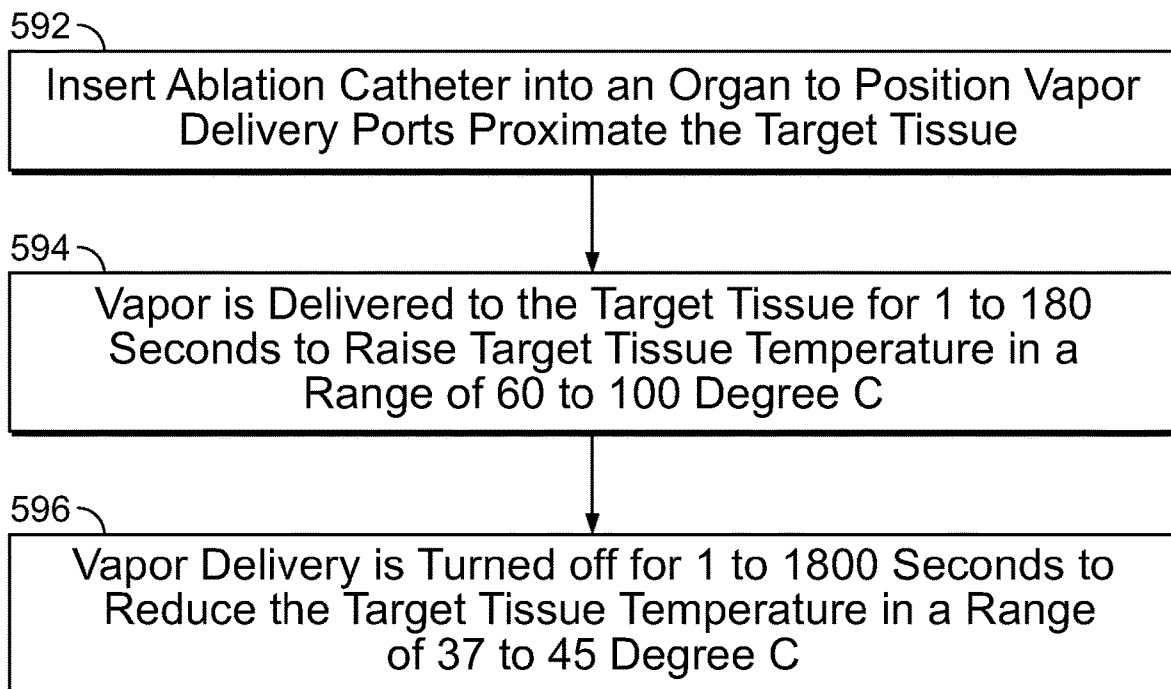 592
Insert Ablation Catheter into an Organ to Position Vapor
Delivery Ports Proximate the Target Tissue
594
Vapor is Delivered to the Target Tissue for 1 to 180
Seconds to Raise Target Tissue Temperature in a
Range of 60 to 100 Degree C
596
Vapor Delivery is Turned off for 1 to 1800 Seconds to
Reduce the Target Tissue Temperature in a Range
of 37 to 45 Degree C